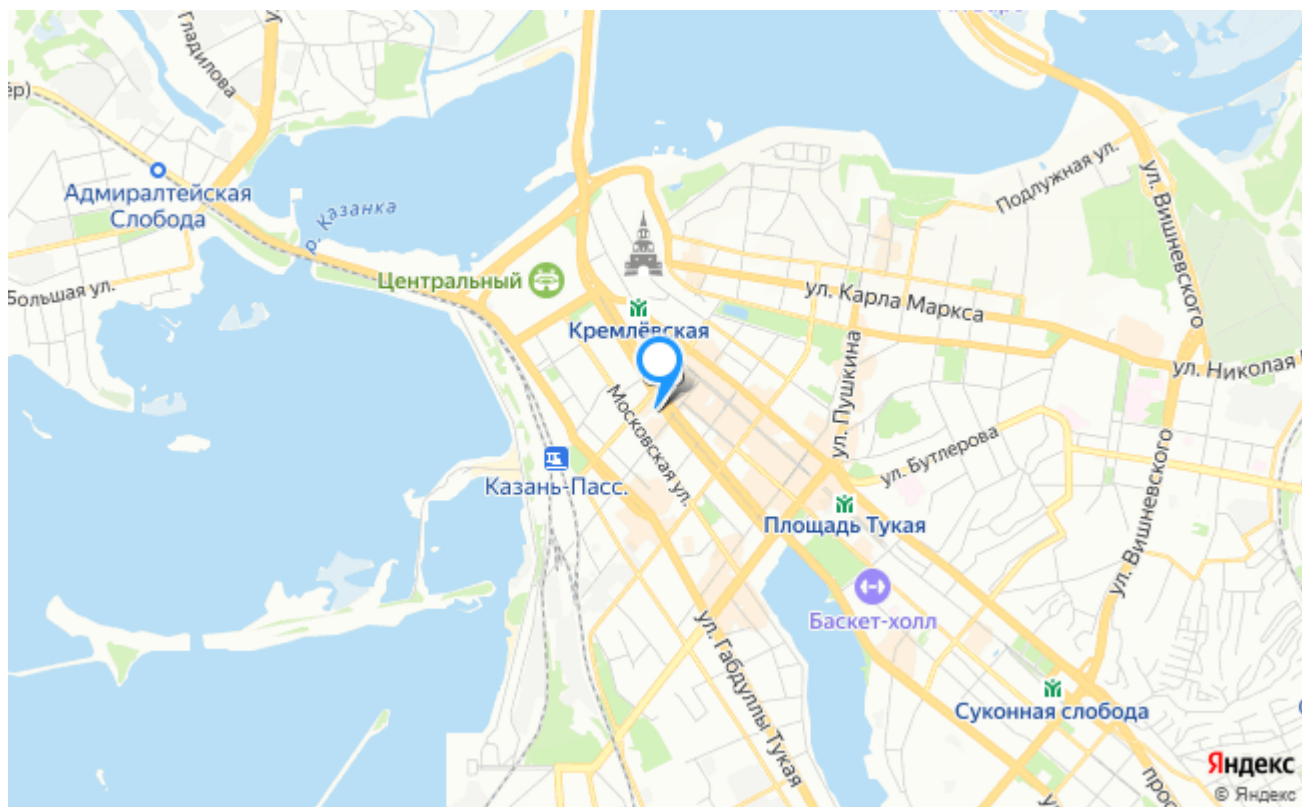 Гладилова
ёр)
Адмиралтейская
Слобода
р. Казанка
Большая ул.
Центральный
Кремлёвская
Подлужная ул.
ул. Вишневского
ул. Карла Маркса
ул. Пушкина
ул. Николая
Московская ул.
ул. Бутлерова
Казань-Пасс.
Площадь Тукая
ул. Вишневского
Баскет-холл
ул. Габдуллы Тукая
Суконная слобода
прос
Яндекс
© Яндекс